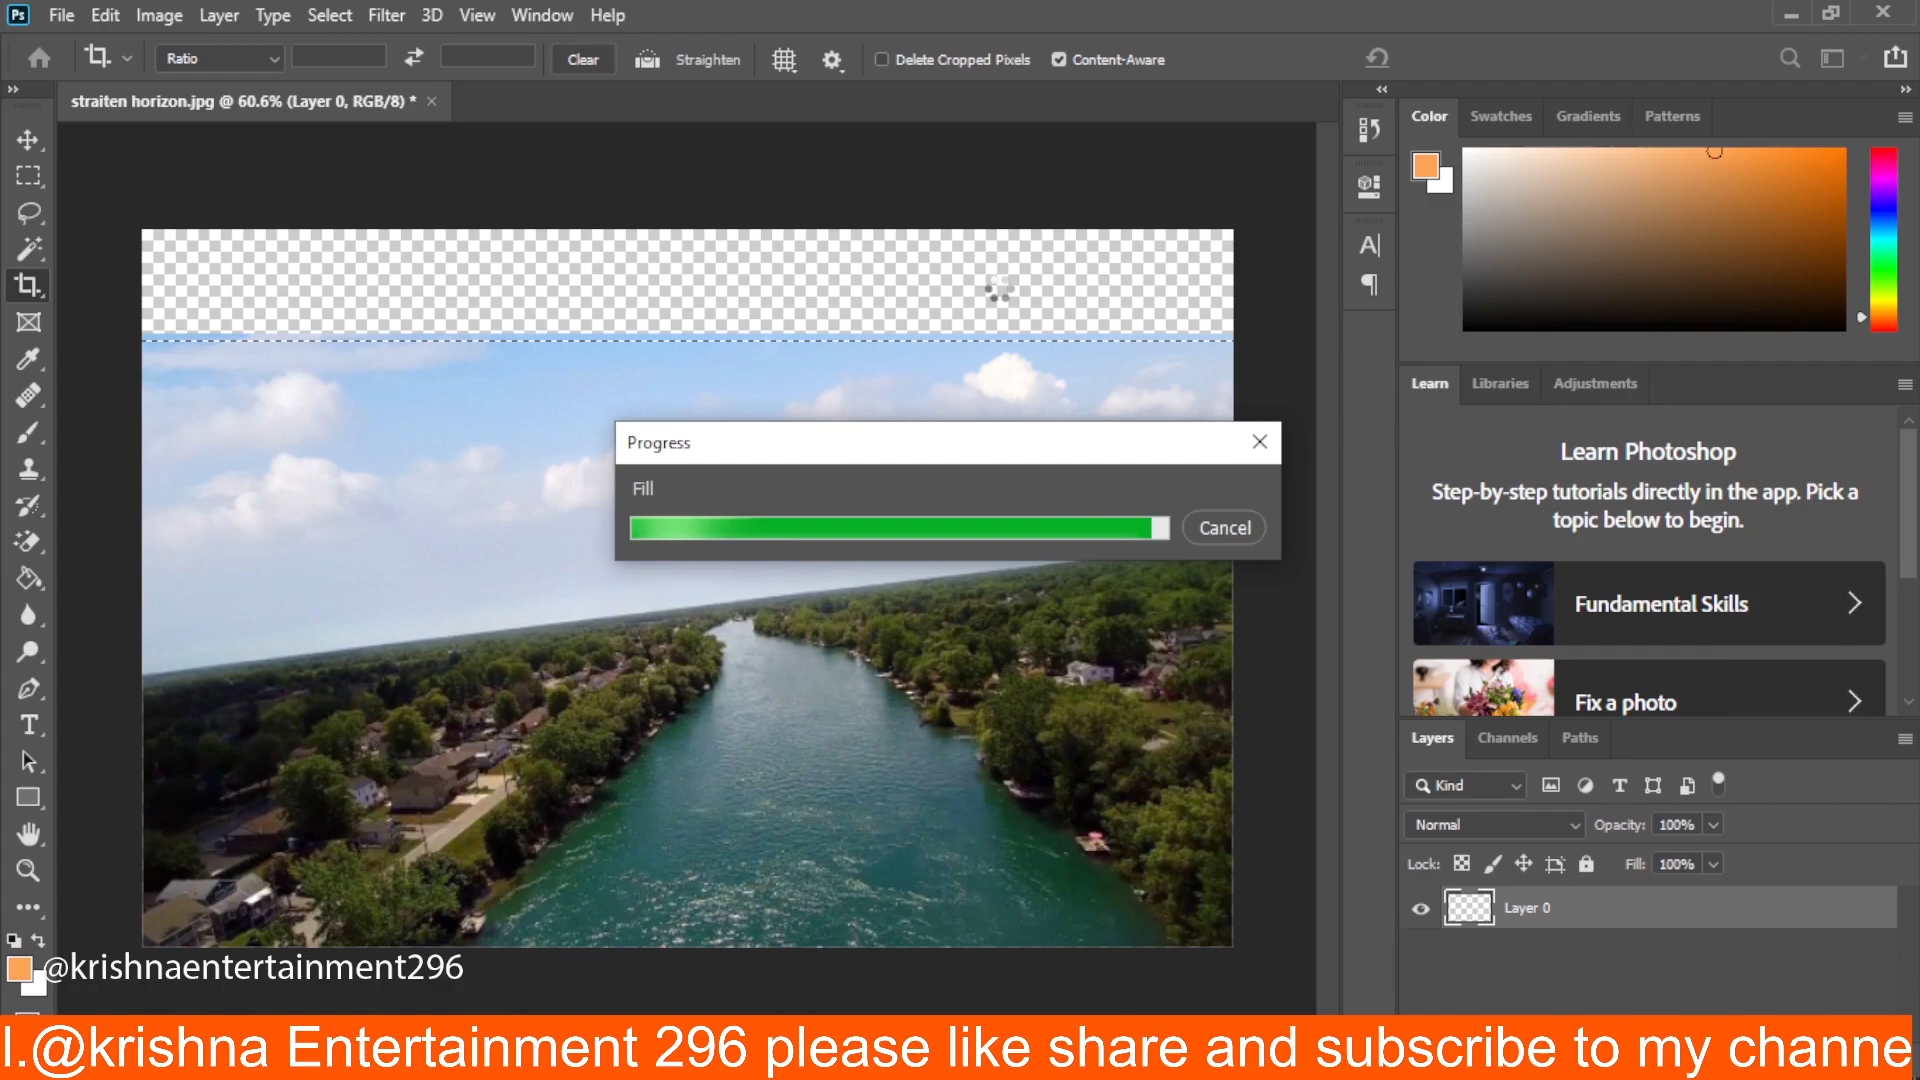 Ps File Edit Image Layer Type Select Filter 3D View Window Help
Ratio Clear Straighten Delete Cropped Pixels Content-Aware
straiten horizon.jpg @ 60.6% (Layer 0, RGB/8) *
Color Swatches Gradients Patterns
Progress
Fill
Cancel
Learn Libraries Adjustments
Learn Photoshop
Step-by-step tutorials directly in the app. Pick a
topic below to begin.
Fundamental Skills
Fix a photo
Layers Channels Paths
Kind
Normal Opacity: 100%
Lock: Fill: 100%
Layer 0
@krishnaentertainment296
l.@krishna Entertainment 296 please like share and subscribe to my channe